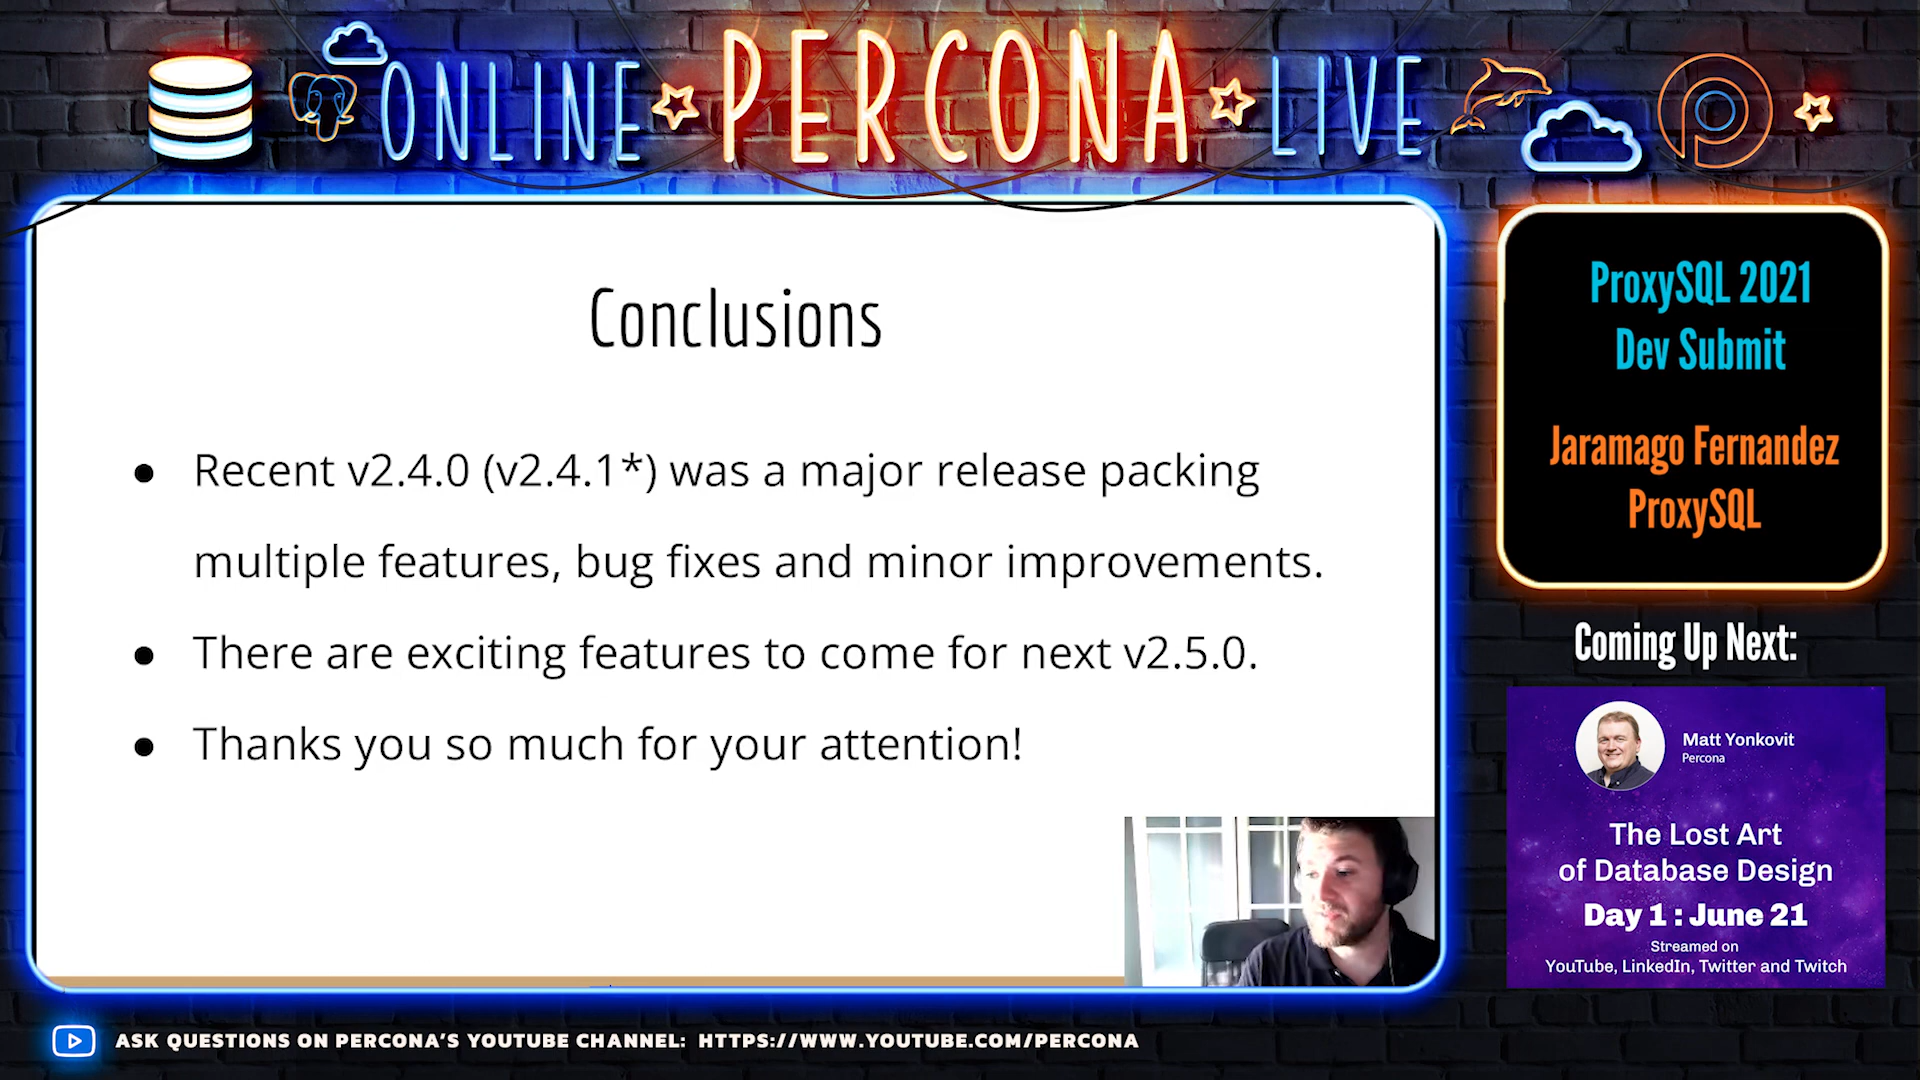 ONLINE PERCONA LIVE
Conclusions
● Recent v2.4.0 (v2.4.1*) was a major release packing
multiple features, bug fixes and minor improvements.
● There are exciting features to come for next v2.5.0.
● Thanks you so much for your attention!
ProxySQL 2021
Dev Submit
Jaramago Fernandez
ProxySQL
Coming Up Next:
Matt Yonkovit
Percona
The Lost Art
of Database Design
Day 1 : June 21
Streamed on
YouTube, LinkedIn, Twitter and Twitch
ASK QUESTIONS ON PERCONA'S YOUTUBE CHANNEL: HTTPS://WWW.YOUTUBE.COM/PERCONA